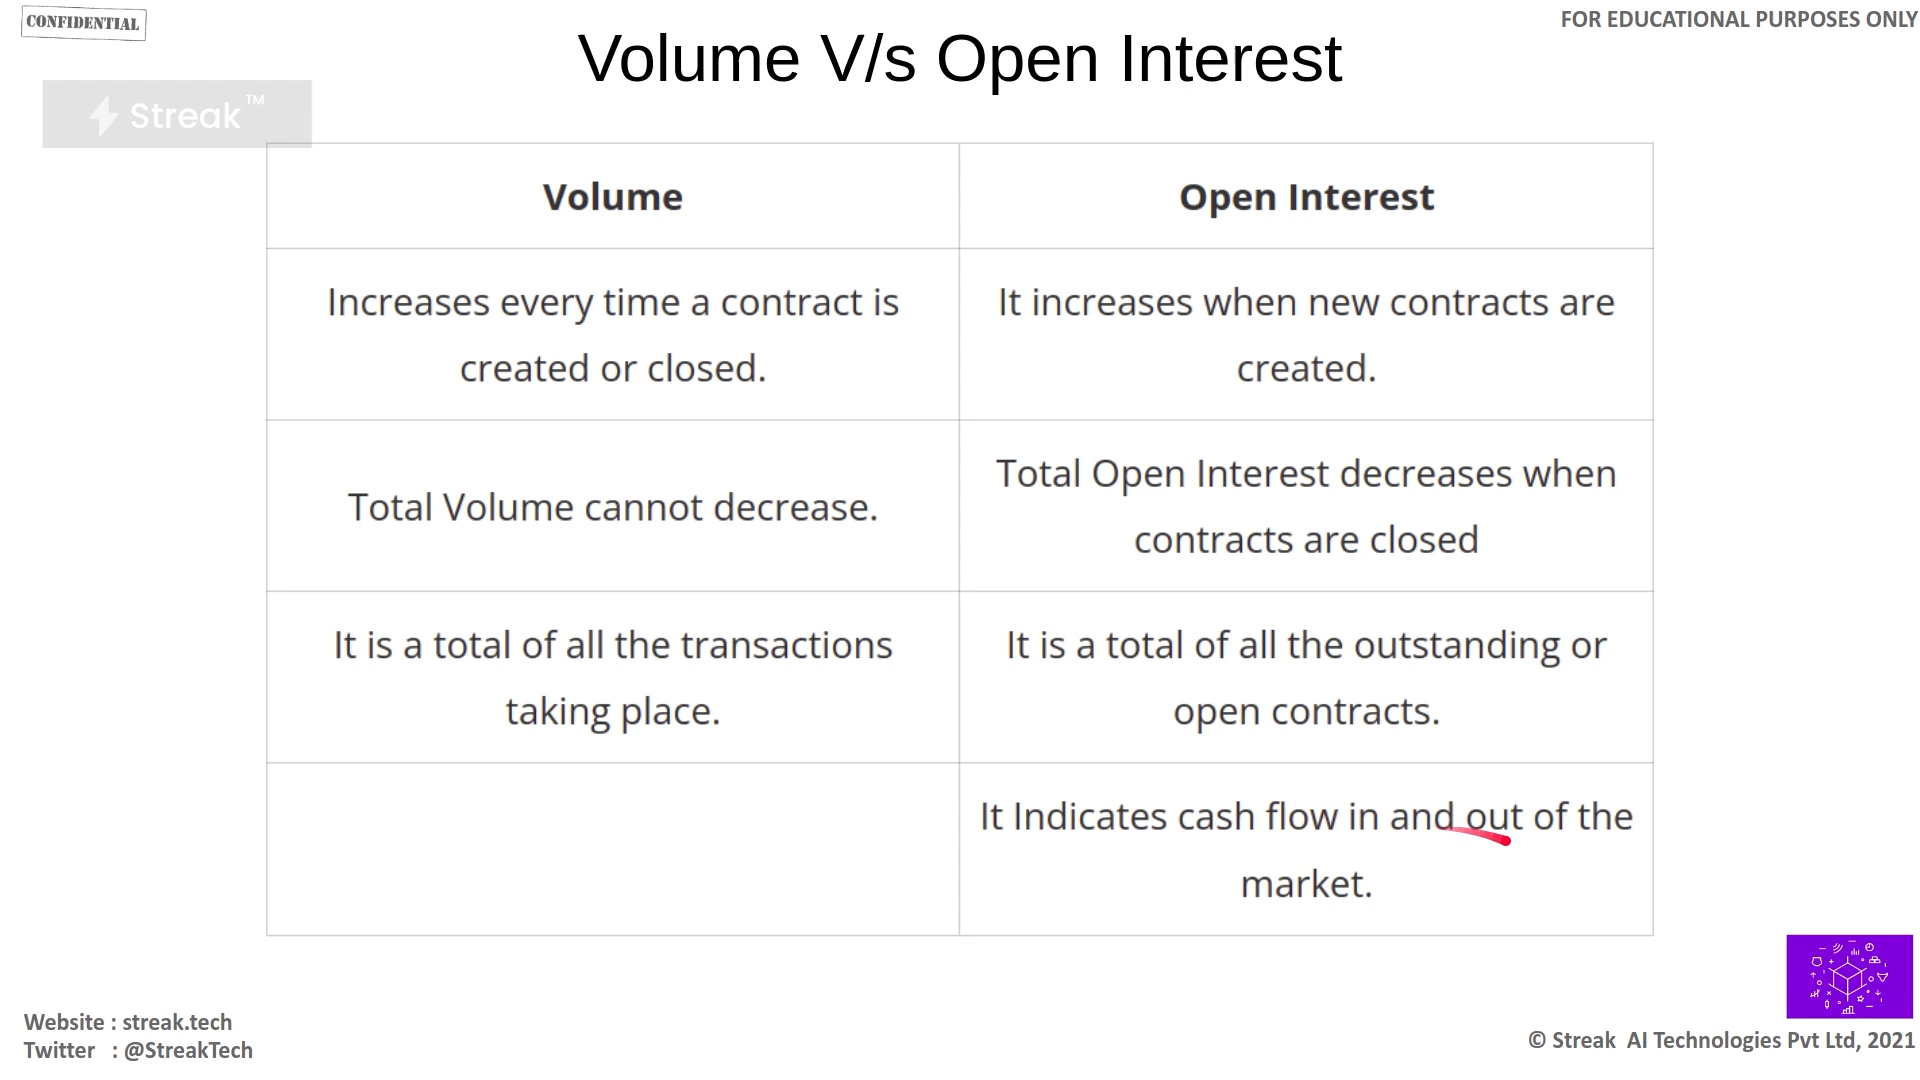 CONFIDENTIAL
FOR EDUCATIONAL PURPOSES ONLY
Volume V/s Open Interest
Streak™
Volume
Open Interest
Increases every time a contract is
created or closed.
It increases when new contracts are
created.
Total Volume cannot decrease.
Total Open Interest decreases when
contracts are closed
It is a total of all the transactions
taking place.
It is a total of all the outstanding or
open contracts.
It Indicates cash flow in and out of the
market.
Website : streak.tech
Twitter : @StreakTech
© Streak AI Technologies Pvt Ltd, 2021